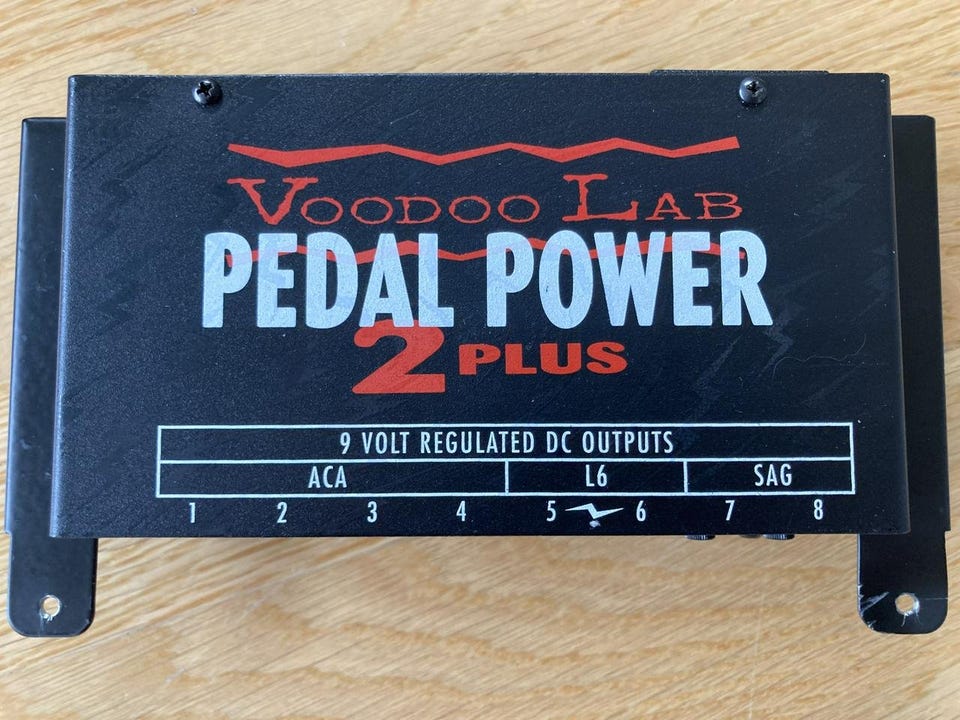 VOODOO LAB
PEDAL POWER
2 PLUS
9 VOLT REGULATED DC OUTPUTS
ACA L6 SAG
1 2 3 4 5 6 7 8